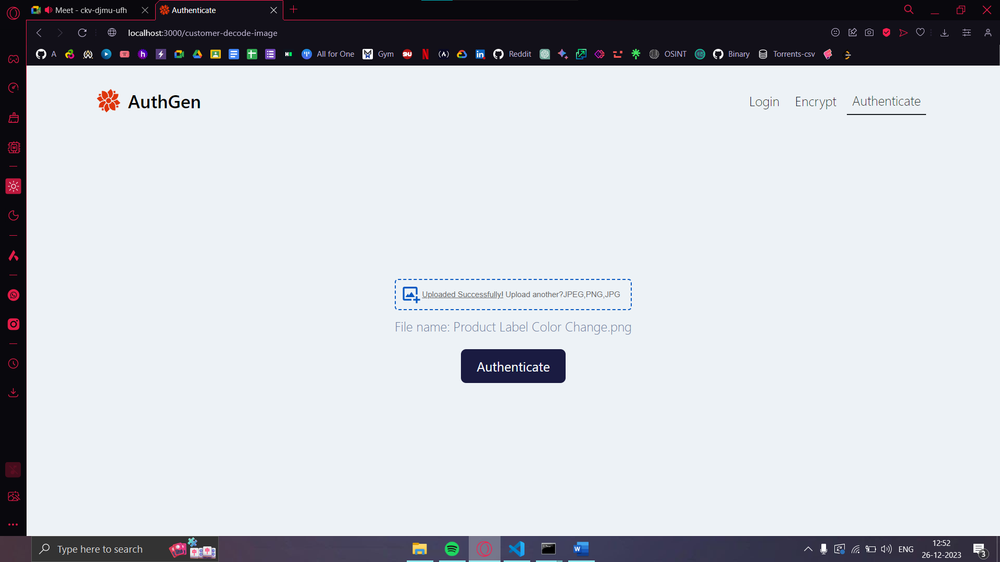 Meet - ckv-djmu-ufh
Authenticate
localhost:3000/customer-decode-image
A
All for One
Gym
Reddit
OSINT
Binary
Torrents-csv
AuthGen
Login
Encrypt
Authenticate
Uploaded Successfully! Upload another?JPEG,PNG,JPG
File name: Product Label Color Change.png
Authenticate
Type here to search
ENG
12:52
26-12-2023
3